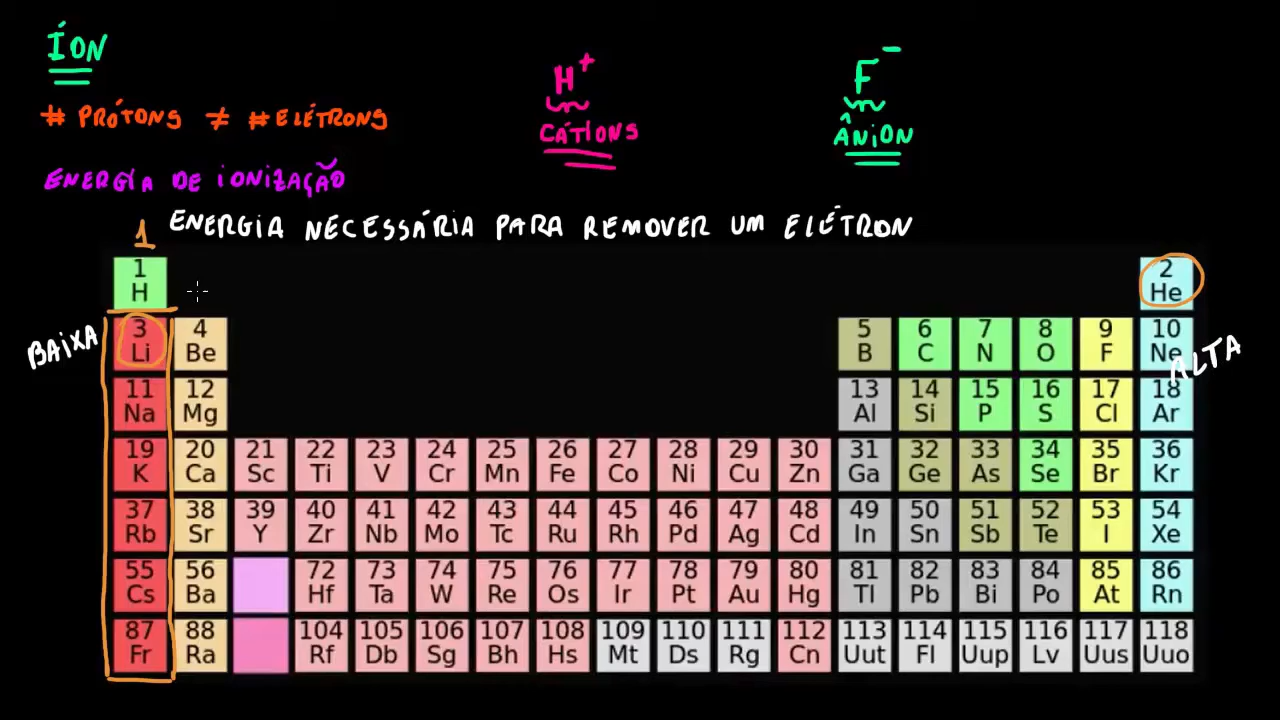 ÍON
# PRÓTONS ≠ # ELÉTRONS
H⁺
CÁTIONS
F⁻
ÂNION
ENERGIA DE IONIZAÇÃO
1 ENERGIA NECESSÁRIA PARA REMOVER UM ELÉTRON
1 2
H He
BAIXA
3 4 5 6 7 8 9 10
Li Be B C N O F Ne
ALTA
11 12 13 14 15 16 17 18
Na Mg Al Si P S Cl Ar
19 20 21 22 23 24 25 26 27 28 29 30 31 32 33 34 35 36
K Ca Sc Ti V Cr Mn Fe Co Ni Cu Zn Ga Ge As Se Br Kr
37 38 39 40 41 42 43 44 45 46 47 48 49 50 51 52 53 54
Rb Sr Y Zr Nb Mo Tc Ru Rh Pd Ag Cd In Sn Sb Te I Xe
55 56 72 73 74 75 76 77 78 79 80 81 82 83 84 85 86
Cs Ba Hf Ta W Re Os Ir Pt Au Hg Tl Pb Bi Po At Rn
87 88 104 105 106 107 108 109 110 111 112 113 114 115 116 117 118
Fr Ra Rf Db Sg Bh Hs Mt Ds Rg Cn Uut Fl Uup Lv Uus Uuo